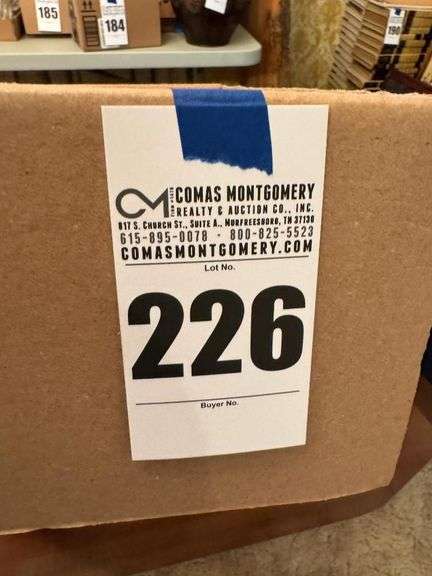 185
184
190
CM
COMAS MONTGOMERY
REALTY & AUCTION CO., INC.
817 S. CHURCH ST., SUITE A., MURFREESBORO, TN 37130
615-895-0078 · 800-825-5523
COMASMONTGOMERY.COM
Lot No.
226
Buyer No.